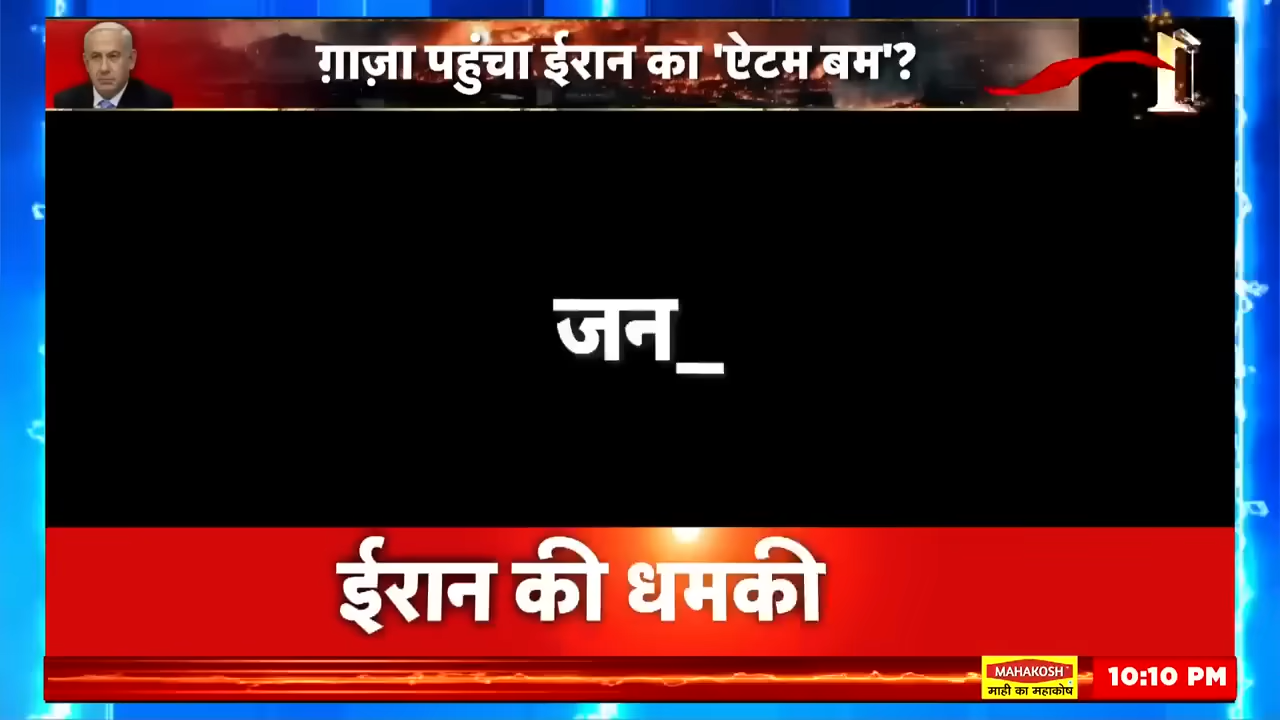 ग़ाज़ा पहुंचा ईरान का 'ऐटम बम'?
जन_
ईरान की धमकी
MAHAKOSH
माही का महाकोष
10:10 PM